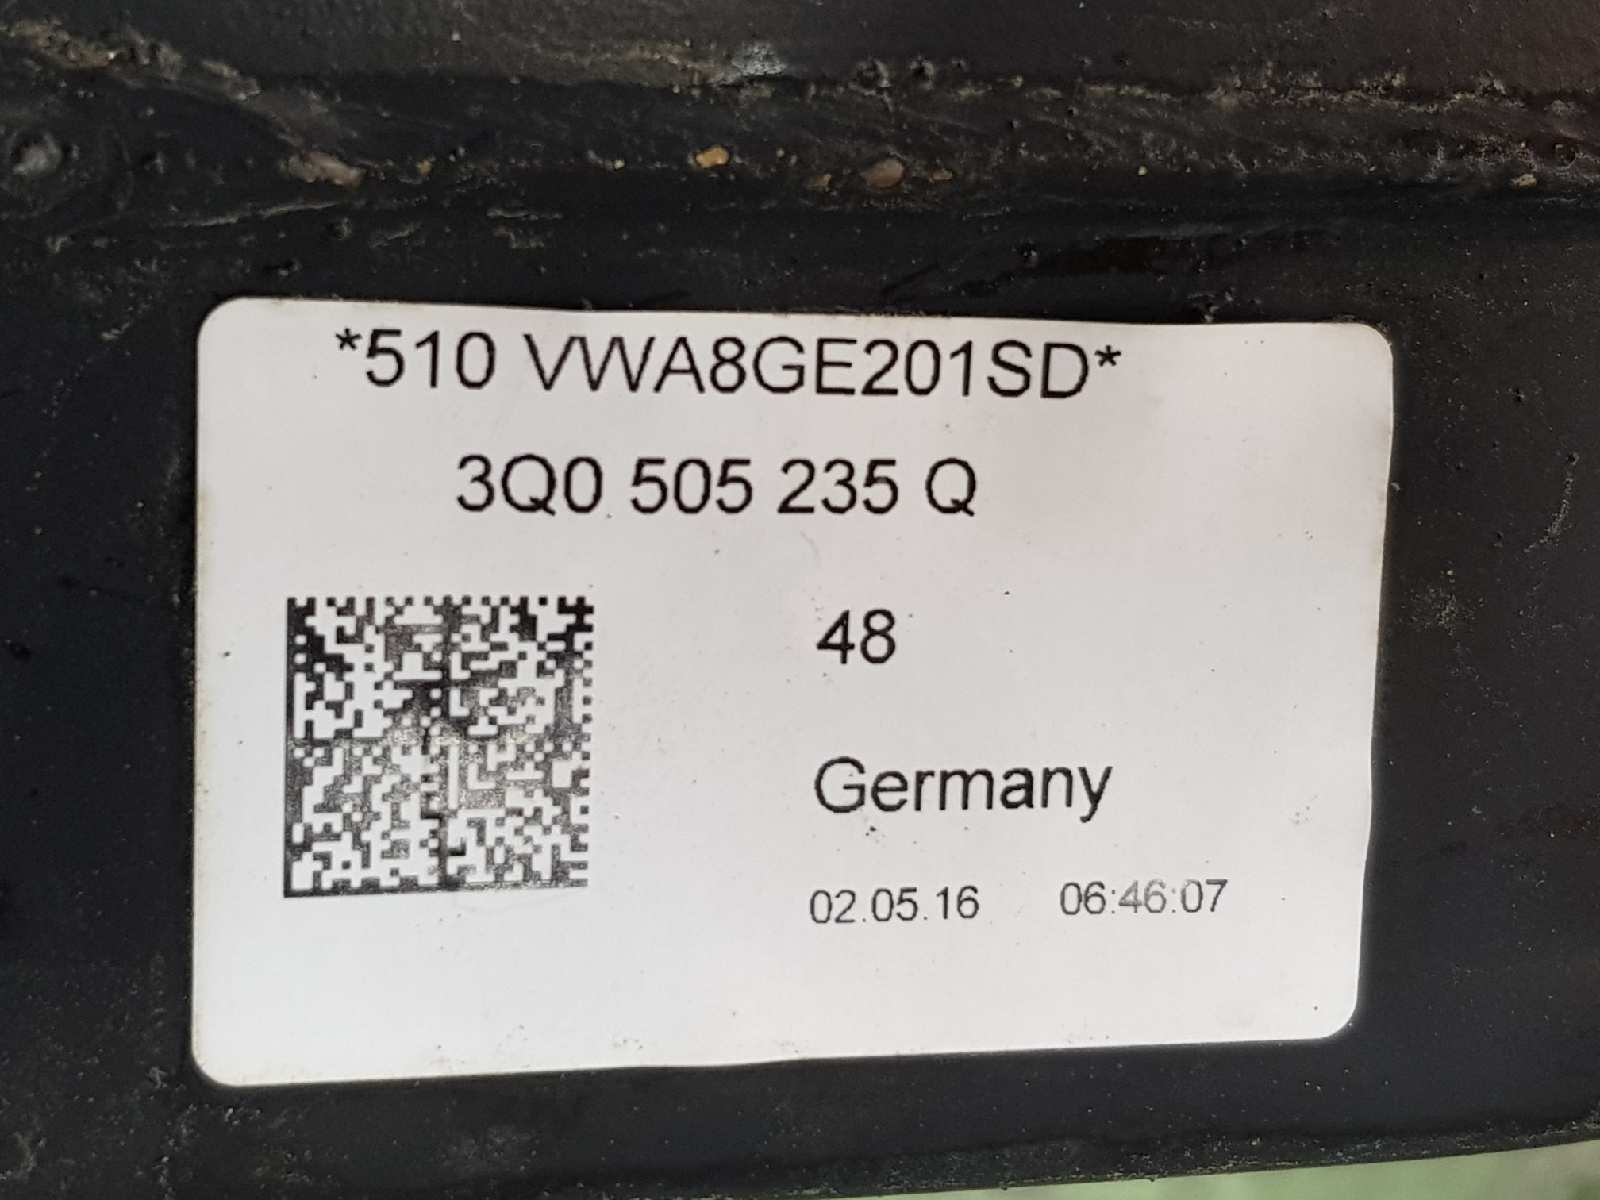 *510 VWA8GE201SD*
3Q0 505 235 Q
48
Germany
02.05.16 06:46:07